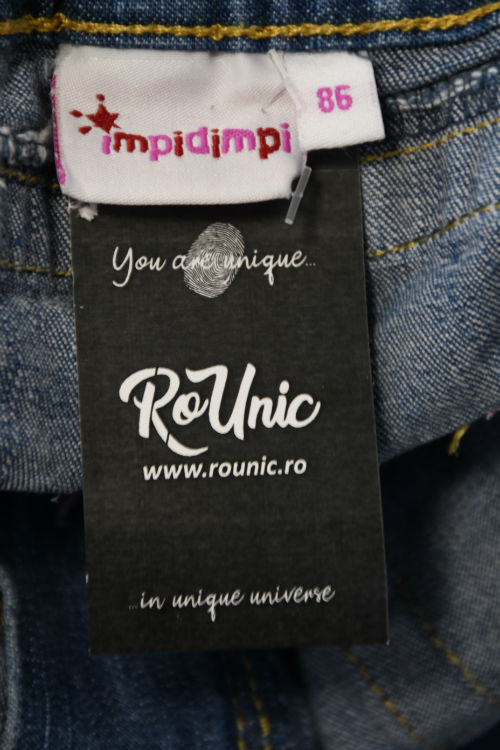 86
impidimpi
You are unique...
RoUnic
www.rounic.ro
...in unique universe